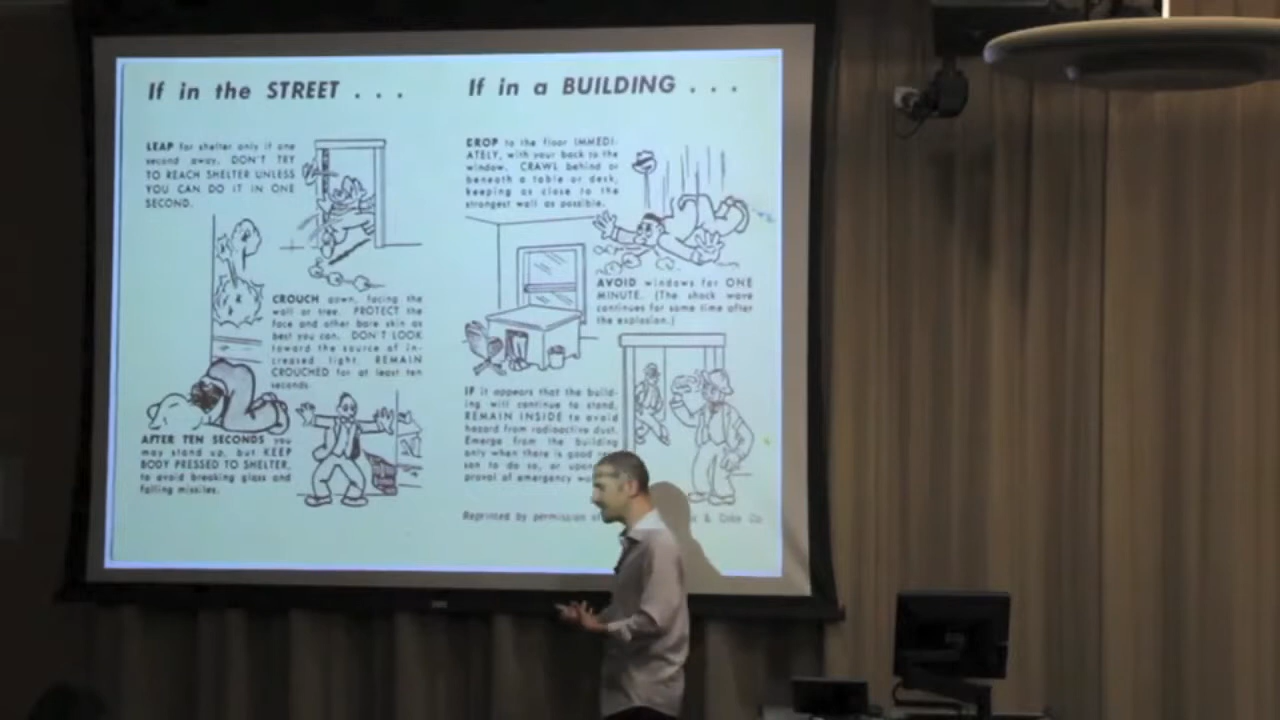 If in the STREET . . .
LEAP for shelter only if one
second away. DON'T TRY
TO REACH SHELTER UNLESS
YOU CAN DO IT IN ONE
SECOND.
CROUCH down, facing the
wall or tree. PROTECT the
face and other bare skin as
best you can. DON'T LOOK
toward the source of in-
creased light. REMAIN
CROUCHED for at least ten
seconds.
AFTER TEN SECONDS you
may stand up, but KEEP
BODY PRESSED TO SHELTER,
to avoid breaking glass and
falling missiles.
If in a BUILDING . . .
DROP to the floor IMMEDI-
ATELY, with your back to the
window. CRAWL behind or
beneath a table or desk,
keeping as close to the
strongest wall as possible.
AVOID windows for ONE
MINUTE. (The shock wave
continues for some time after
the explosion.)
IF it appears that the build-
ing will continue to stand,
REMAIN INSIDE to avoid
hazard from radioactive dust.
Emerge from the building
only when there is good
son to do so, or upon
proval of emergency
Reprinted by permission of & Coke Co.